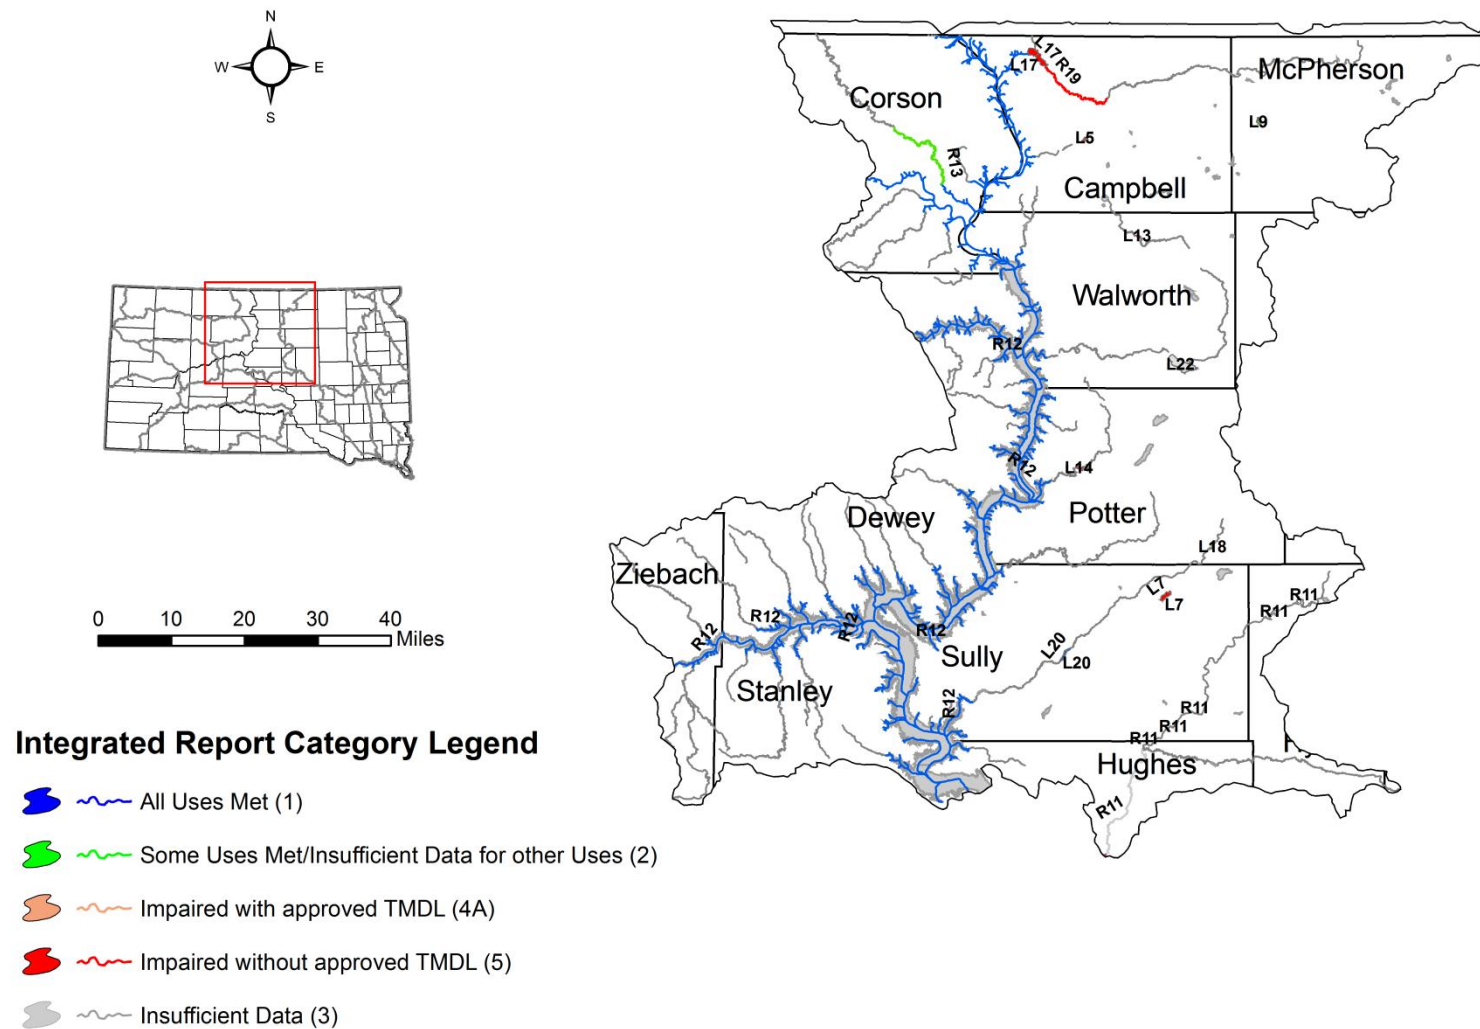 N
W E
S
L17
R19
L17
McPherson
Corson
L9
L5
R13
Campbell
L13
Walworth
R12
L22
R12
L14
Dewey
Potter
L18
Ziebach
L7
L7
R11
R11
R12
R12
R12
R12
L20
L20
Sully
Stanley
R12
R11
R11
R11
Hughes
R11
0 10 20 30 40
Miles
Integrated Report Category Legend
All Uses Met (1)
Some Uses Met/Insufficient Data for other Uses (2)
Impaired with approved TMDL (4A)
Impaired without approved TMDL (5)
Insufficient Data (3)